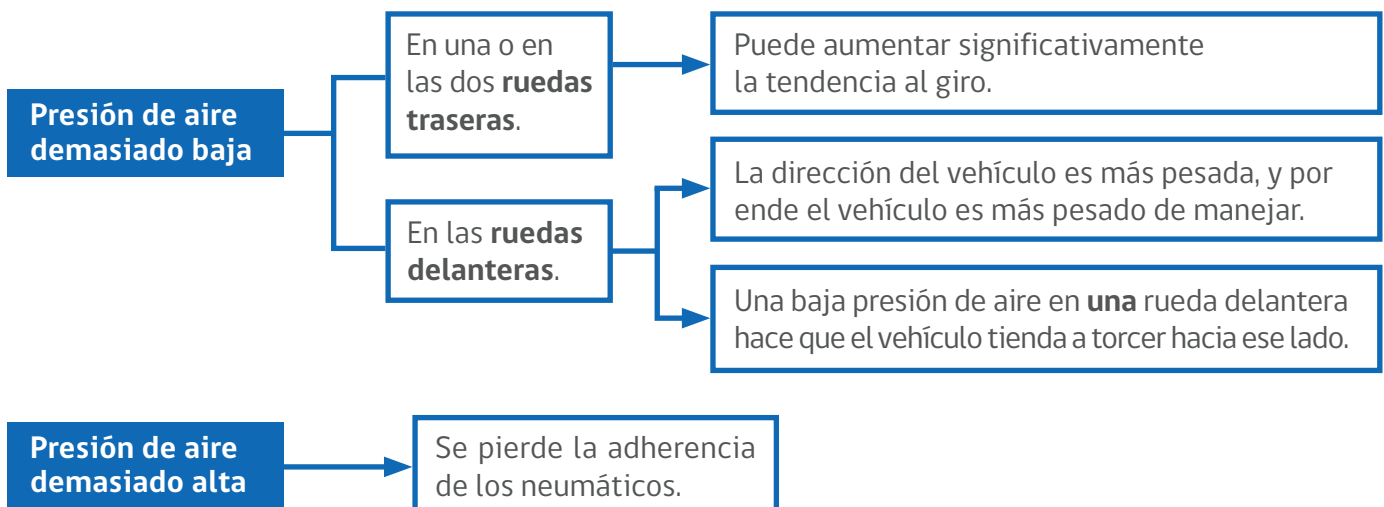 Presión de aire
demasiado baja
En una o en
las dos ruedas
traseras.
Puede aumentar significativamente
la tendencia al giro.
En las ruedas
delanteras.
La dirección del vehículo es más pesada, y por
ende el vehículo es más pesado de manejar.
Una baja presión de aire en una rueda delantera
hace que el vehículo tienda a torcer hacia ese lado.
Presión de aire
demasiado alta
Se pierde la adherencia
de los neumáticos.